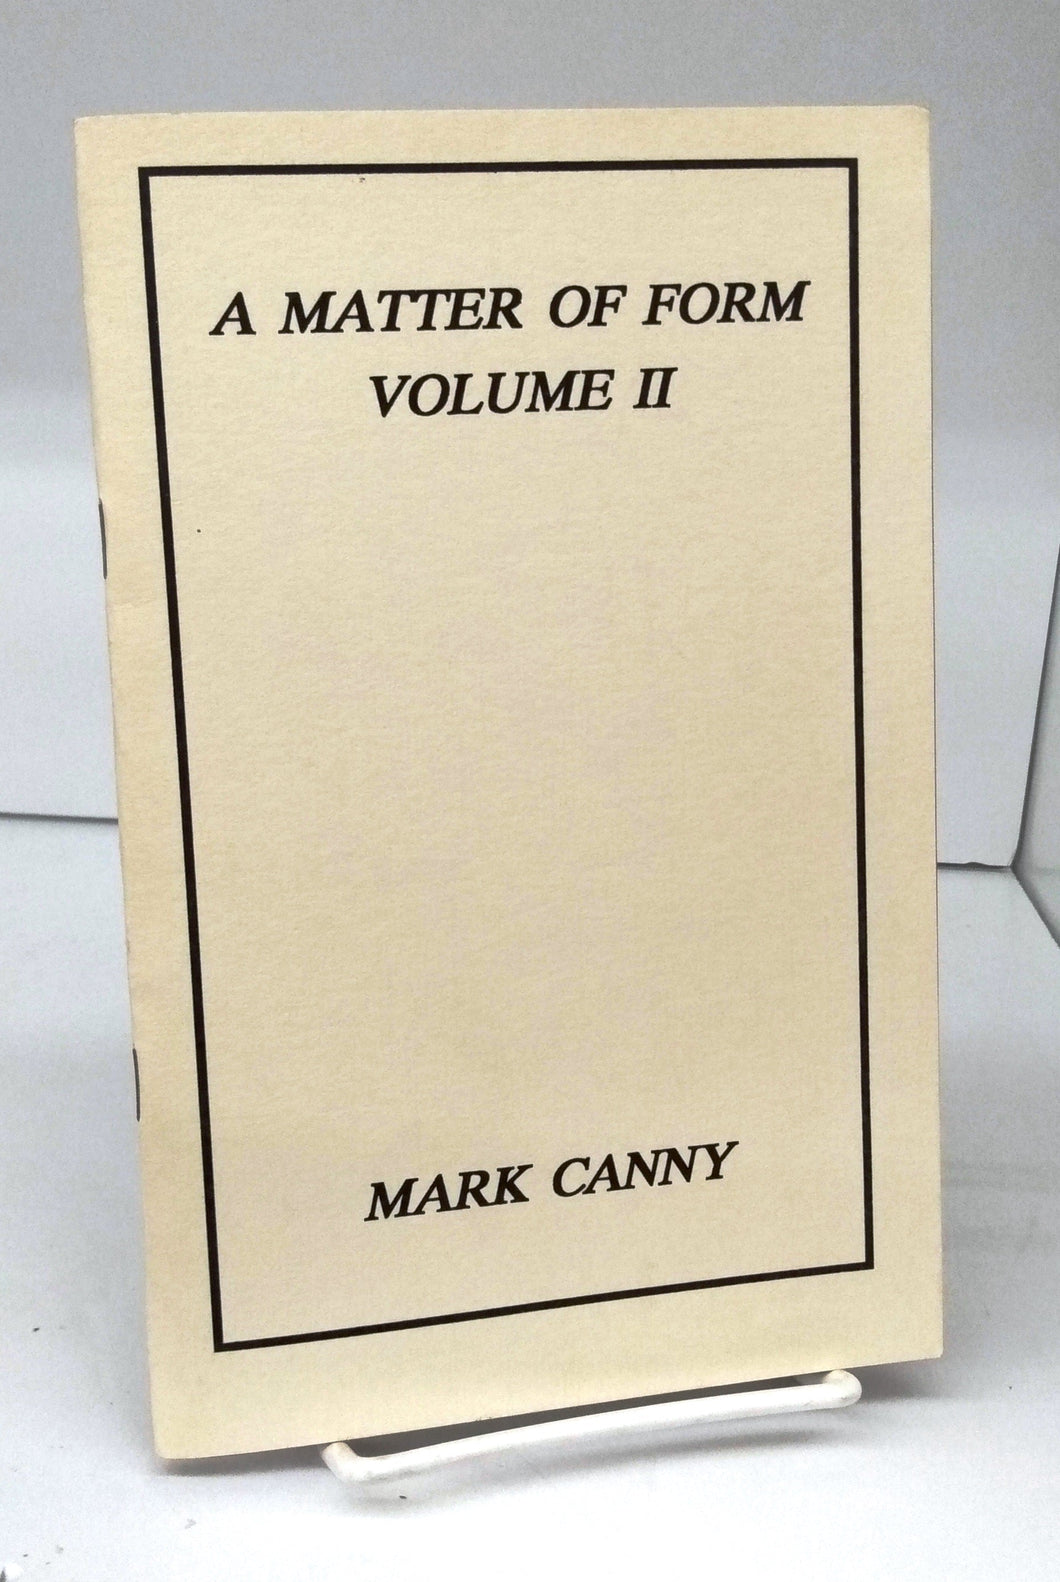 A MATTER OF FORM
VOLUME II
MARK CANNY